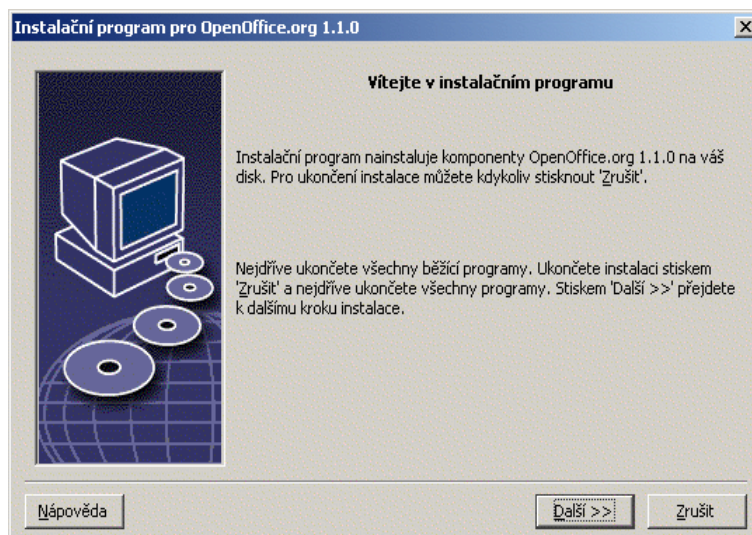 Instalační program pro OpenOffice.org 1.1.0
Vítejte v instalačním programu
Instalační program nainstaluje komponenty OpenOffice.org 1.1.0 na váš
disk. Pro ukončení instalace můžete kdykoliv stisknout 'Zrušit'.
Nejdříve ukončete všechny běžící programy. Ukončete instalaci stiskem
'Zrušit' a nejdříve ukončete všechny programy. Stiskem 'Další >>' přejdete
k dalšímu kroku instalace.
Nápověda
Další >>
Zrušit